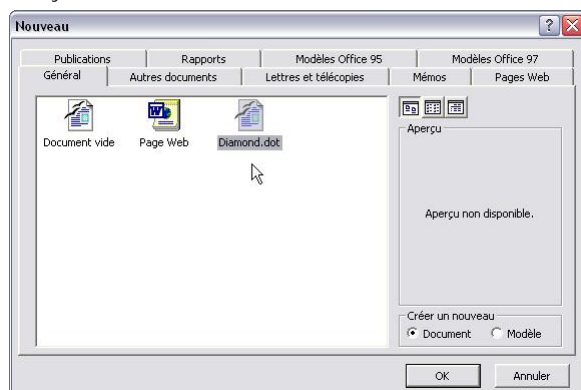 Nouveau
Publications Rapports Modèles Office 95 Modèles Office 97
Général Autres documents Lettres et télécopies Mémos Pages Web
Document vide Page Web Diamond.dot
Aperçu
Aperçu non disponible.
Créer un nouveau
Document Modèle
OK Annuler